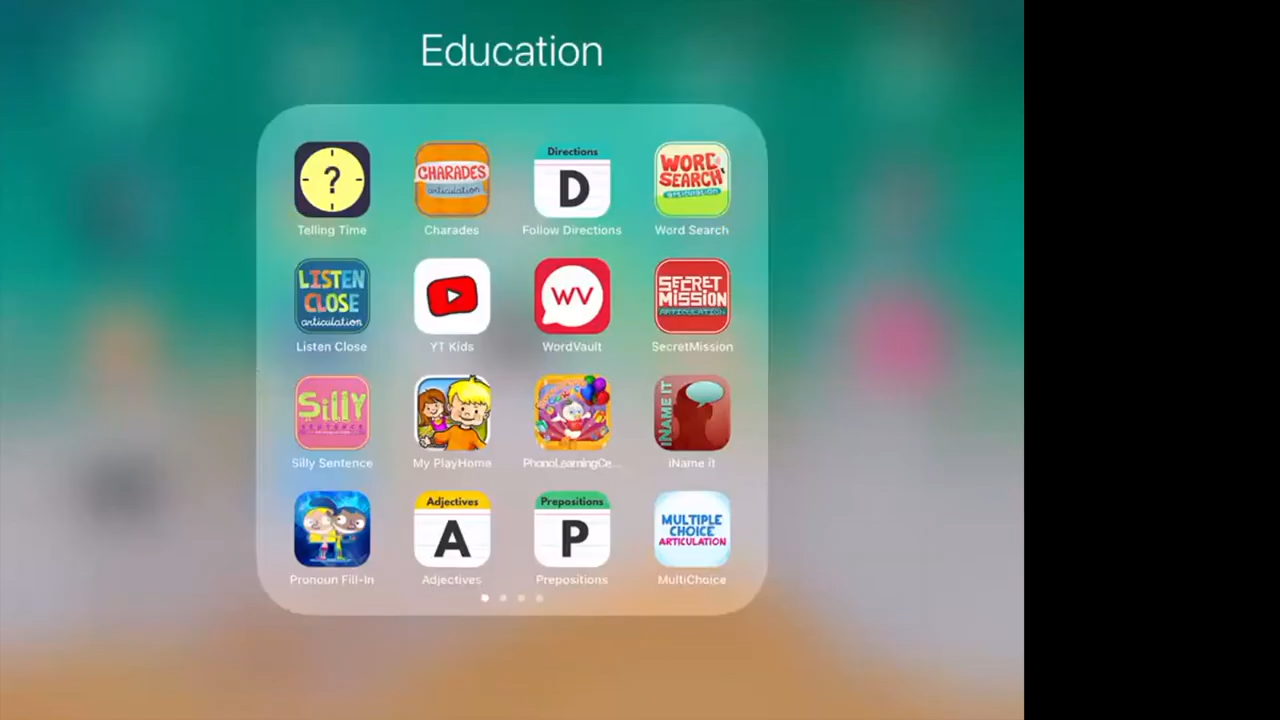 Education
?
CHARADES
articulation
Directions
D
WORD
SEARCH
Telling Time
Charades
Follow Directions
Word Search
LISTEN
CLOSE
articulation
WV
SECRET
MISSION
ARTICULATION
Listen Close
YT Kids
WordVault
SecretMission
SiLLY
SENTENCE
iNAME iT
Silly Sentence
My PlayHome
PhonoLearningCe...
iName it
Adjectives
A
Prepositions
P
MULTIPLE
CHOICE
ARTICULATION
Pronoun Fill-In
Adjectives
Prepositions
MultiChoice